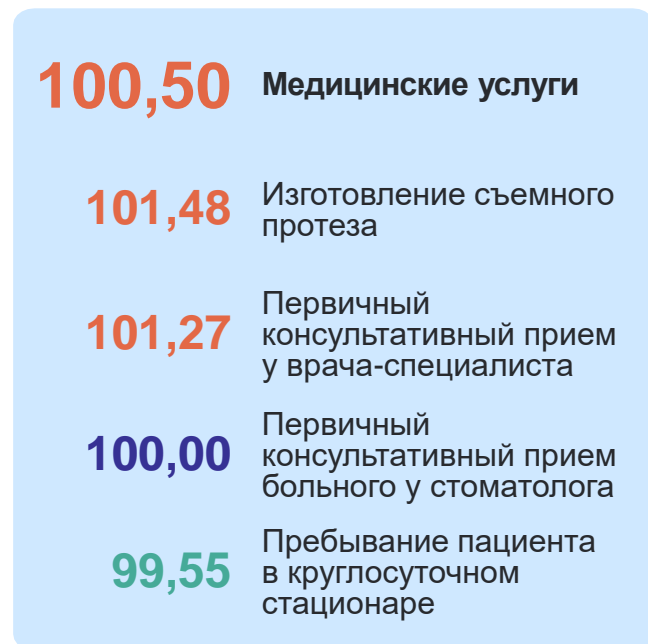 100,50 Медицинские услуги
101,48 Изготовление съемного
протеза
101,27 Первичный
консультативный прием
у врача-специалиста
100,00 Первичный
консультативный прием
больного у стоматолога
99,55 Пребывание пациента
в круглосуточном
стационаре